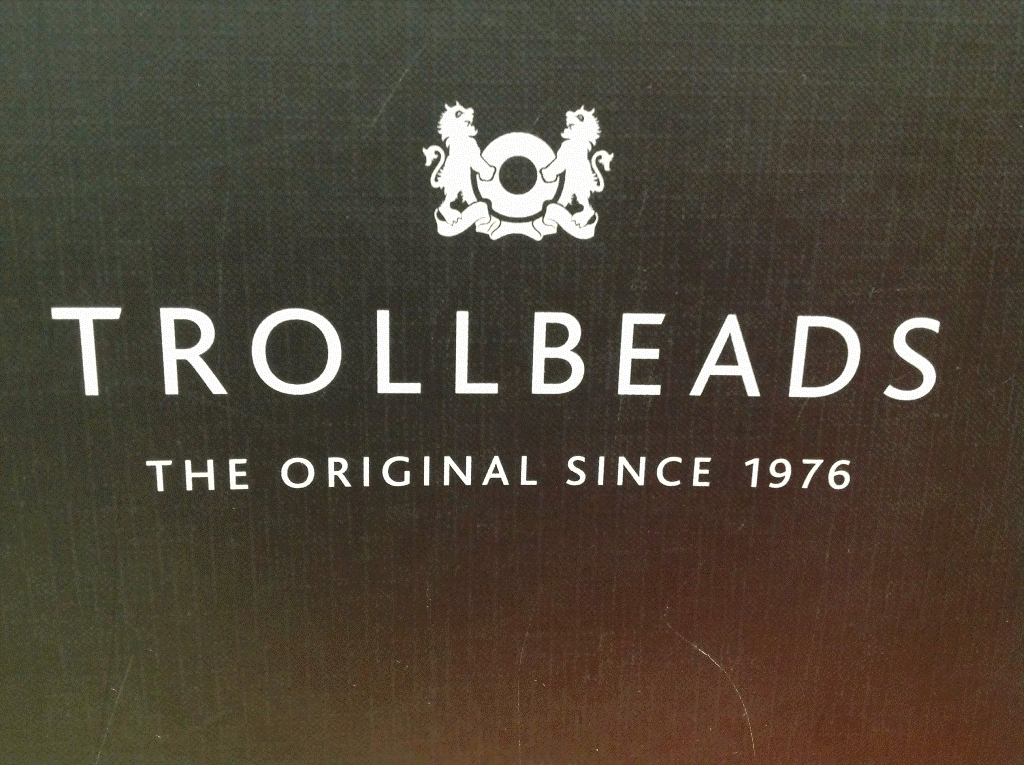 TROLLBEADS
THE ORIGINAL SINCE 1976